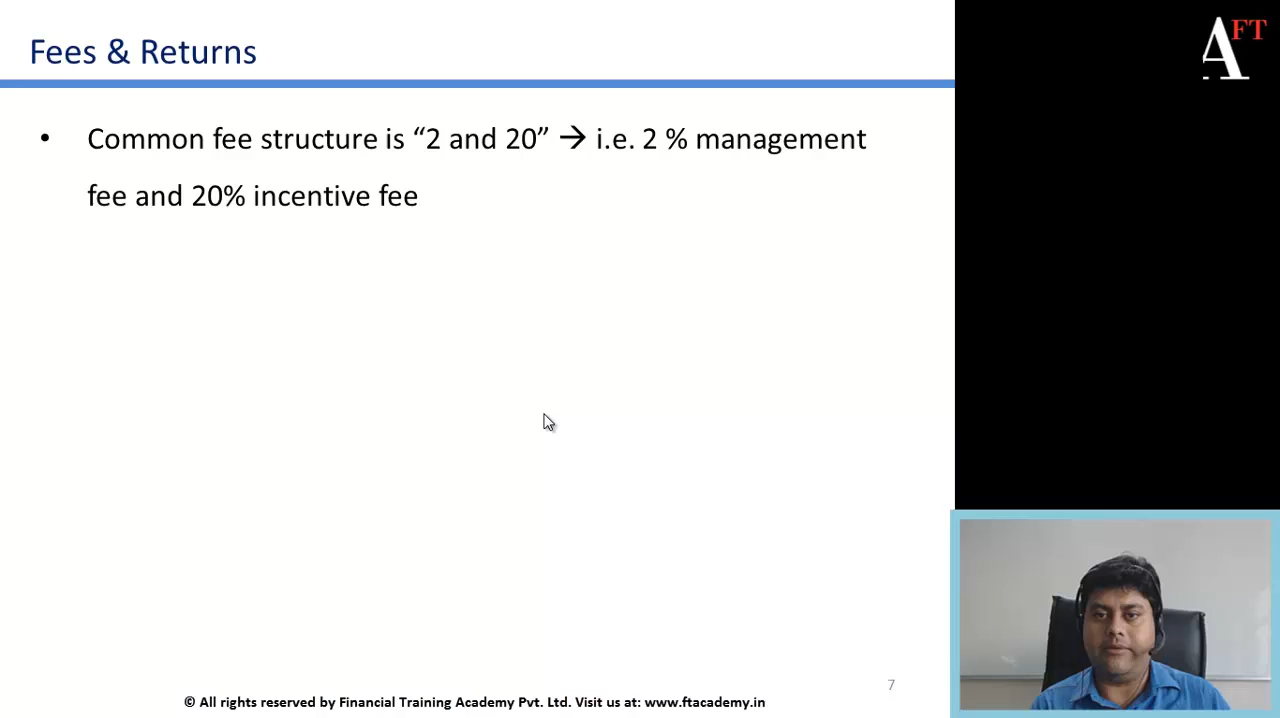 Fees & Returns
• Common fee structure is “2 and 20” → i.e. 2 % management
fee and 20% incentive fee
AFT
7
© All rights reserved by Financial Training Academy Pvt. Ltd. Visit us at: www.ftacademy.in